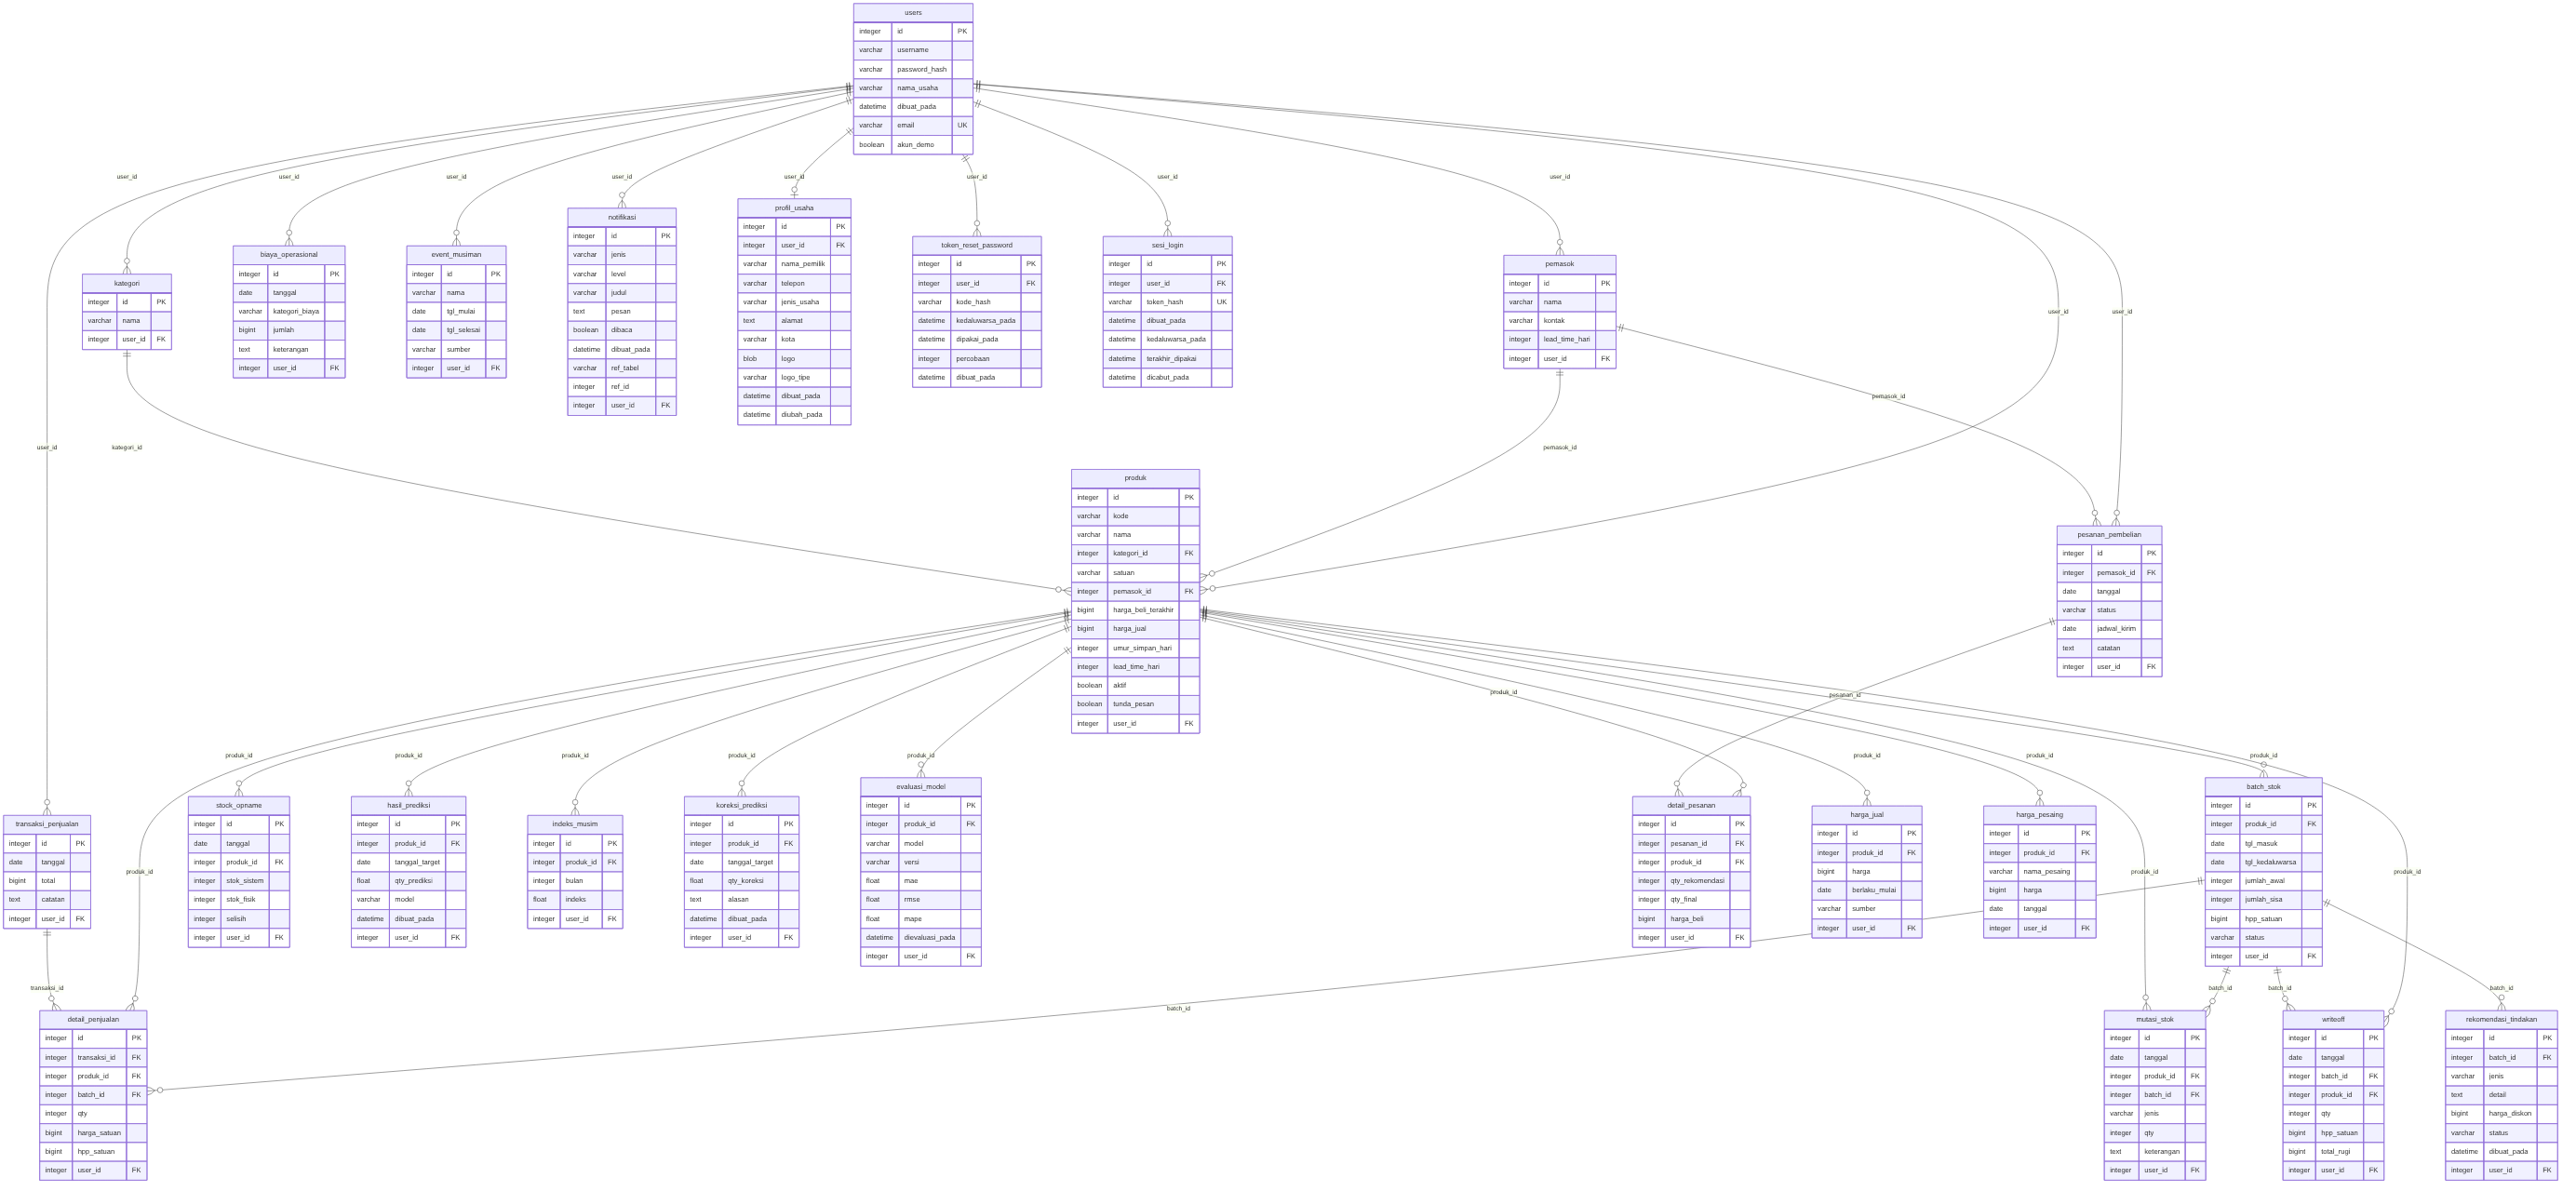 users
integer id PK
varchar username
varchar password_hash
varchar nama_usaha
datetime dibuat_pada
varchar email UK
boolean akun_demo
user_id
user_id
user_id
user_id
user_id
user_id
user_id
user_id
user_id
kategori
integer id PK
varchar nama
integer user_id FK
biaya_operasional
integer id PK
date tanggal
varchar kategori_biaya
bigint jumlah
text keterangan
integer user_id FK
event_musiman
integer id PK
varchar nama
date tgl_mulai
date tgl_selesai
varchar sumber
integer user_id FK
notifikasi
integer id PK
varchar jenis
varchar level
varchar judul
text pesan
boolean dibaca
datetime dibuat_pada
varchar ref_tabel
integer ref_id
integer user_id FK
profil_usaha
integer id PK
integer user_id FK
varchar nama_pemilik
varchar telepon
varchar jenis_usaha
text alamat
varchar kota
blob logo
varchar logo_tipe
datetime dibuat_pada
datetime diubah_pada
token_reset_password
integer id PK
integer user_id FK
varchar kode_hash
datetime kedaluwarsa_pada
datetime dipakai_pada
integer percobaan
datetime dibuat_pada
sesi_login
integer id PK
integer user_id FK
varchar token_hash UK
datetime dibuat_pada
datetime kedaluwarsa_pada
datetime terakhir_dipakai
datetime dicabut_pada
pemasok
integer id PK
varchar nama
varchar kontak
integer lead_time_hari
integer user_id FK
user_id
user_id
pemasok_id
user_id
kategori_id
pemasok_id
produk
integer id PK
varchar kode
varchar nama
integer kategori_id FK
varchar satuan
integer pemasok_id FK
bigint harga_beli_terakhir
bigint harga_jual
integer umur_simpan_hari
integer lead_time_hari
boolean aktif
boolean tunda_pesan
integer user_id FK
pesanan_pembelian
integer id PK
integer pemasok_id FK
date tanggal
varchar status
date jadwal_kirim
text catatan
integer user_id FK
produk_id
pesanan_id
produk_id
produk_id
produk_id
produk_id
produk_id
produk_id
produk_id
produk_id
transaksi_penjualan
integer id PK
date tanggal
bigint total
text catatan
integer user_id FK
stock_opname
integer id PK
date tanggal
integer produk_id FK
integer stok_sistem
integer stok_fisik
integer selisih
integer user_id FK
hasil_prediksi
integer id PK
integer produk_id FK
date tanggal_target
float qty_prediksi
varchar model
datetime dibuat_pada
integer user_id FK
indeks_musim
integer id PK
integer produk_id FK
integer bulan
float indeks
integer user_id FK
koreksi_prediksi
integer id PK
integer produk_id FK
date tanggal_target
float qty_koreksi
text alasan
datetime dibuat_pada
integer user_id FK
evaluasi_model
integer id PK
integer produk_id FK
varchar model
varchar versi
float mae
float rmse
float mape
datetime dievaluasi_pada
integer user_id FK
detail_pesanan
integer id PK
integer pesanan_id FK
integer produk_id FK
integer qty_rekomendasi
integer qty_final
bigint harga_beli
integer user_id FK
harga_jual
integer id PK
integer produk_id FK
bigint harga
date berlaku_mulai
varchar sumber
integer user_id FK
harga_pesaing
integer id PK
integer produk_id FK
varchar nama_pesaing
bigint harga
date tanggal
integer user_id FK
batch_stok
integer id PK
integer produk_id FK
date tgl_masuk
date tgl_kedaluwarsa
integer jumlah_awal
integer jumlah_sisa
bigint hpp_satuan
varchar status
integer user_id FK
produk_id
produk_id
produk_id
transaksi_id
batch_id
batch_id
batch_id
batch_id
detail_penjualan
integer id PK
integer transaksi_id FK
integer produk_id FK
integer batch_id FK
integer qty
bigint harga_satuan
bigint hpp_satuan
integer user_id FK
mutasi_stok
integer id PK
date tanggal
integer produk_id FK
integer batch_id FK
varchar jenis
integer qty
text keterangan
integer user_id FK
writeoff
integer id PK
date tanggal
integer batch_id FK
integer produk_id FK
integer qty
bigint hpp_satuan
bigint total_rugi
integer user_id FK
rekomendasi_tindakan
integer id PK
integer batch_id FK
varchar jenis
text detail
bigint harga_diskon
varchar status
datetime dibuat_pada
integer user_id FK